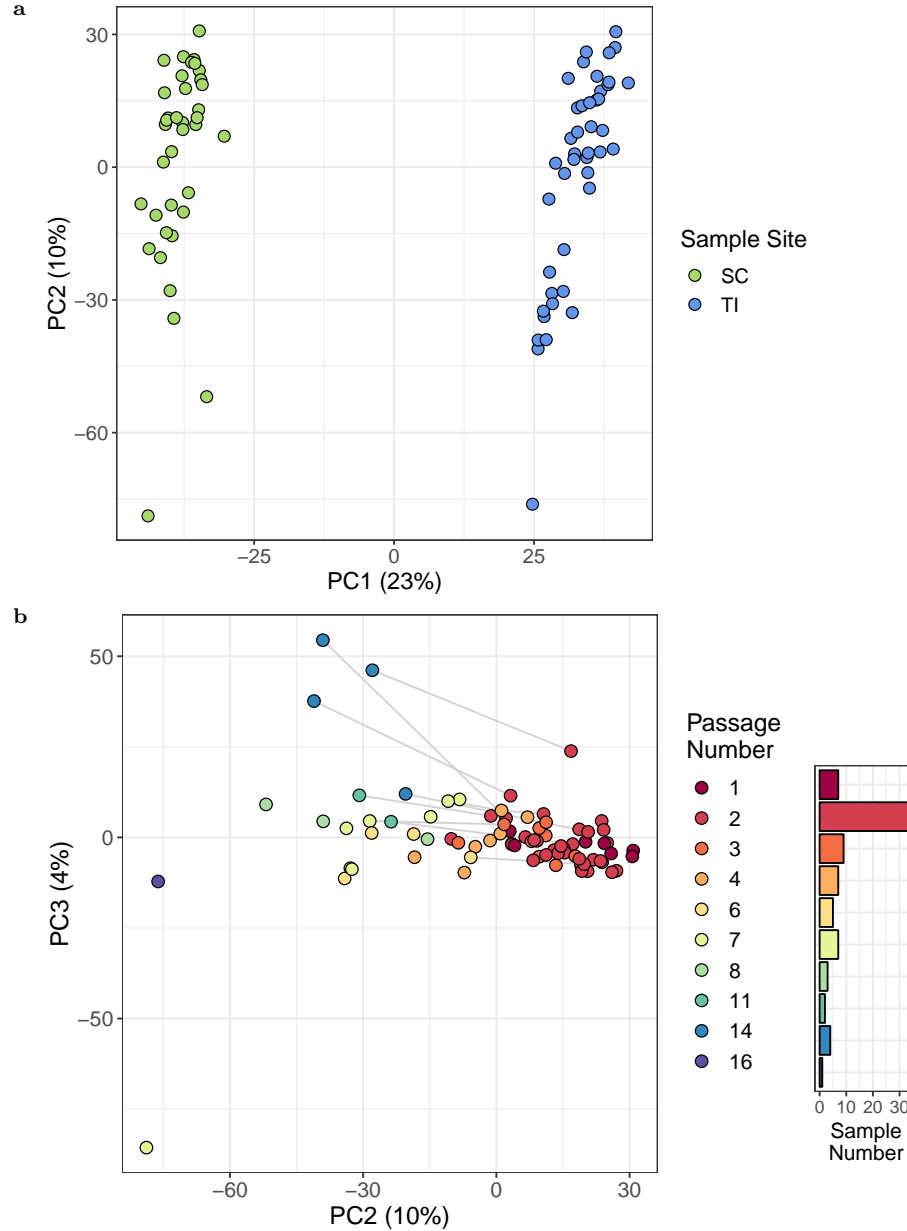 a
30
0
−30
−60
PC2 (10%)
−25
0
25
PC1 (23%)
Sample Site
SC
TI
b
50
0
−50
PC3 (4%)
−60
−30
0
30
PC2 (10%)
Passage
Number
1
2
3
4
6
7
8
11
14
16
0
10
20
30
Sample
Number